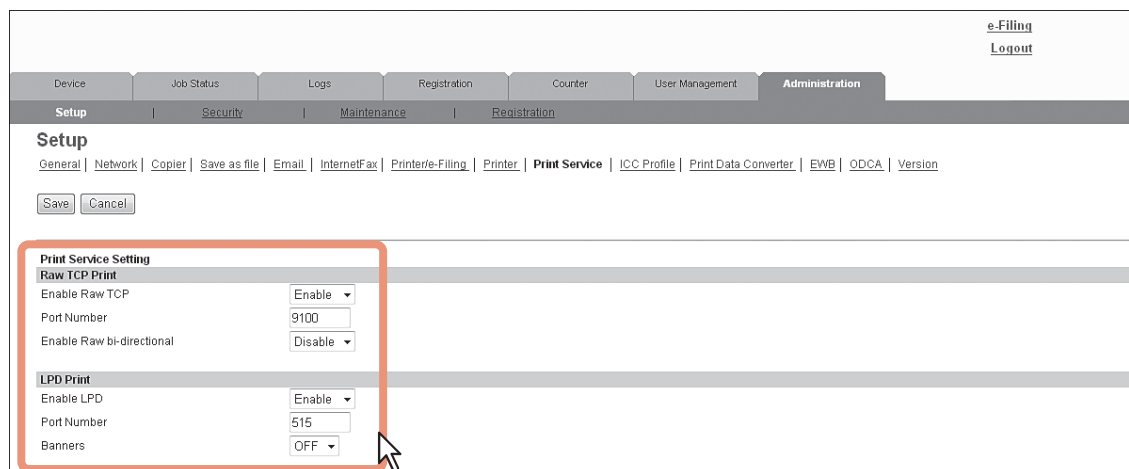 e-Filing
Logout
Device Job Status Logs Registration Counter User Management Administration
Setup | Security | Maintenance | Registration
Setup
General | Network | Copier | Save as file | Email | InternetFax | Printer/e-Filing | Printer | Print Service | ICC Profile | Print Data Converter | EWB | ODCA | Version
Save Cancel
Print Service Setting
Raw TCP Print
Enable Raw TCP Enable
Port Number 9100
Enable Raw bi-directional Disable
LPD Print
Enable LPD Enable
Port Number 515
Banners OFF